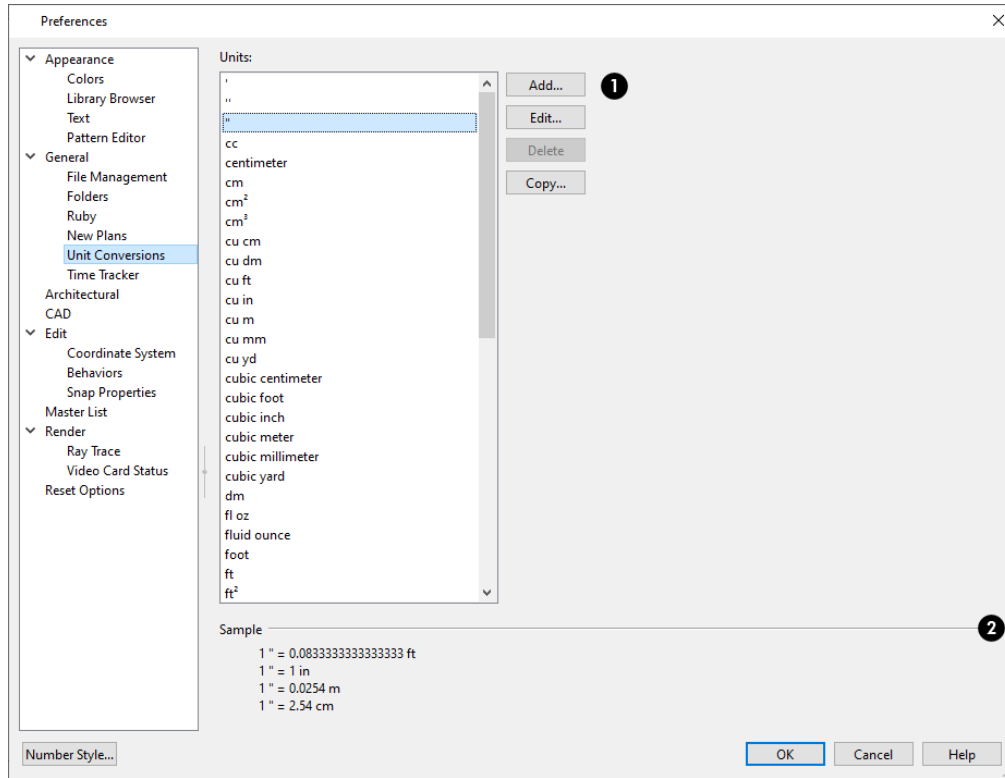 Preferences
Appearance
Colors
Library Browser
Text
Pattern Editor
General
File Management
Folders
Ruby
New Plans
Unit Conversions
Time Tracker
Architectural
CAD
Edit
Coordinate System
Behaviors
Snap Properties
Master List
Render
Ray Trace
Video Card Status
Reset Options
Units:
'
''
"
cc
centimeter
cm
cm²
cm³
cu cm
cu dm
cu ft
cu in
cu m
cu mm
cu yd
cubic centimeter
cubic foot
cubic inch
cubic meter
cubic millimeter
cubic yard
dm
fl oz
fluid ounce
foot
ft
ft²
Add...
1
Edit...
Delete
Copy...
Sample
2
1 " = 0.0833333333333333 ft
1 " = 1 in
1 " = 0.0254 m
1 " = 2.54 cm
Number Style...
OK
Cancel
Help